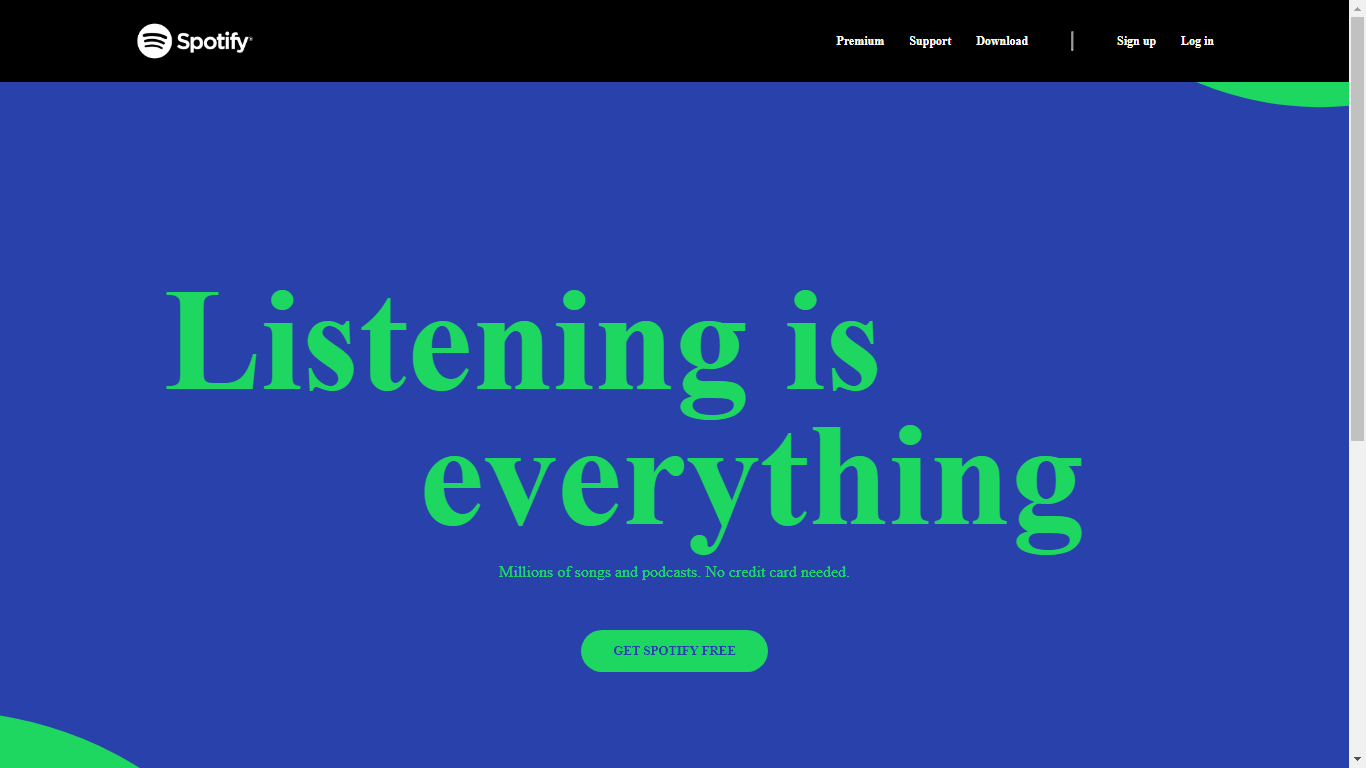 Spotify®
Premium Support Download | Sign up Log in
Listening is
everything
Millions of songs and podcasts. No credit card needed.
GET SPOTIFY FREE